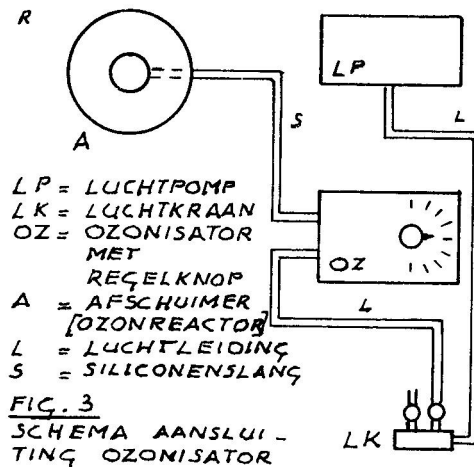 R
LP
A
S
L
LP = LUCHTPOMP
LK = LUCHTKRAAN
OZ = OZONISATOR
MET
REGELKNOP
A = AFSCHUIMER
[OZONREACTOR]
L = LUCHTLEIDING
S = SILICONENSLANG
OZ
L
LK
FIG. 3
SCHEMA AANSLUI-
TING OZONISATOR